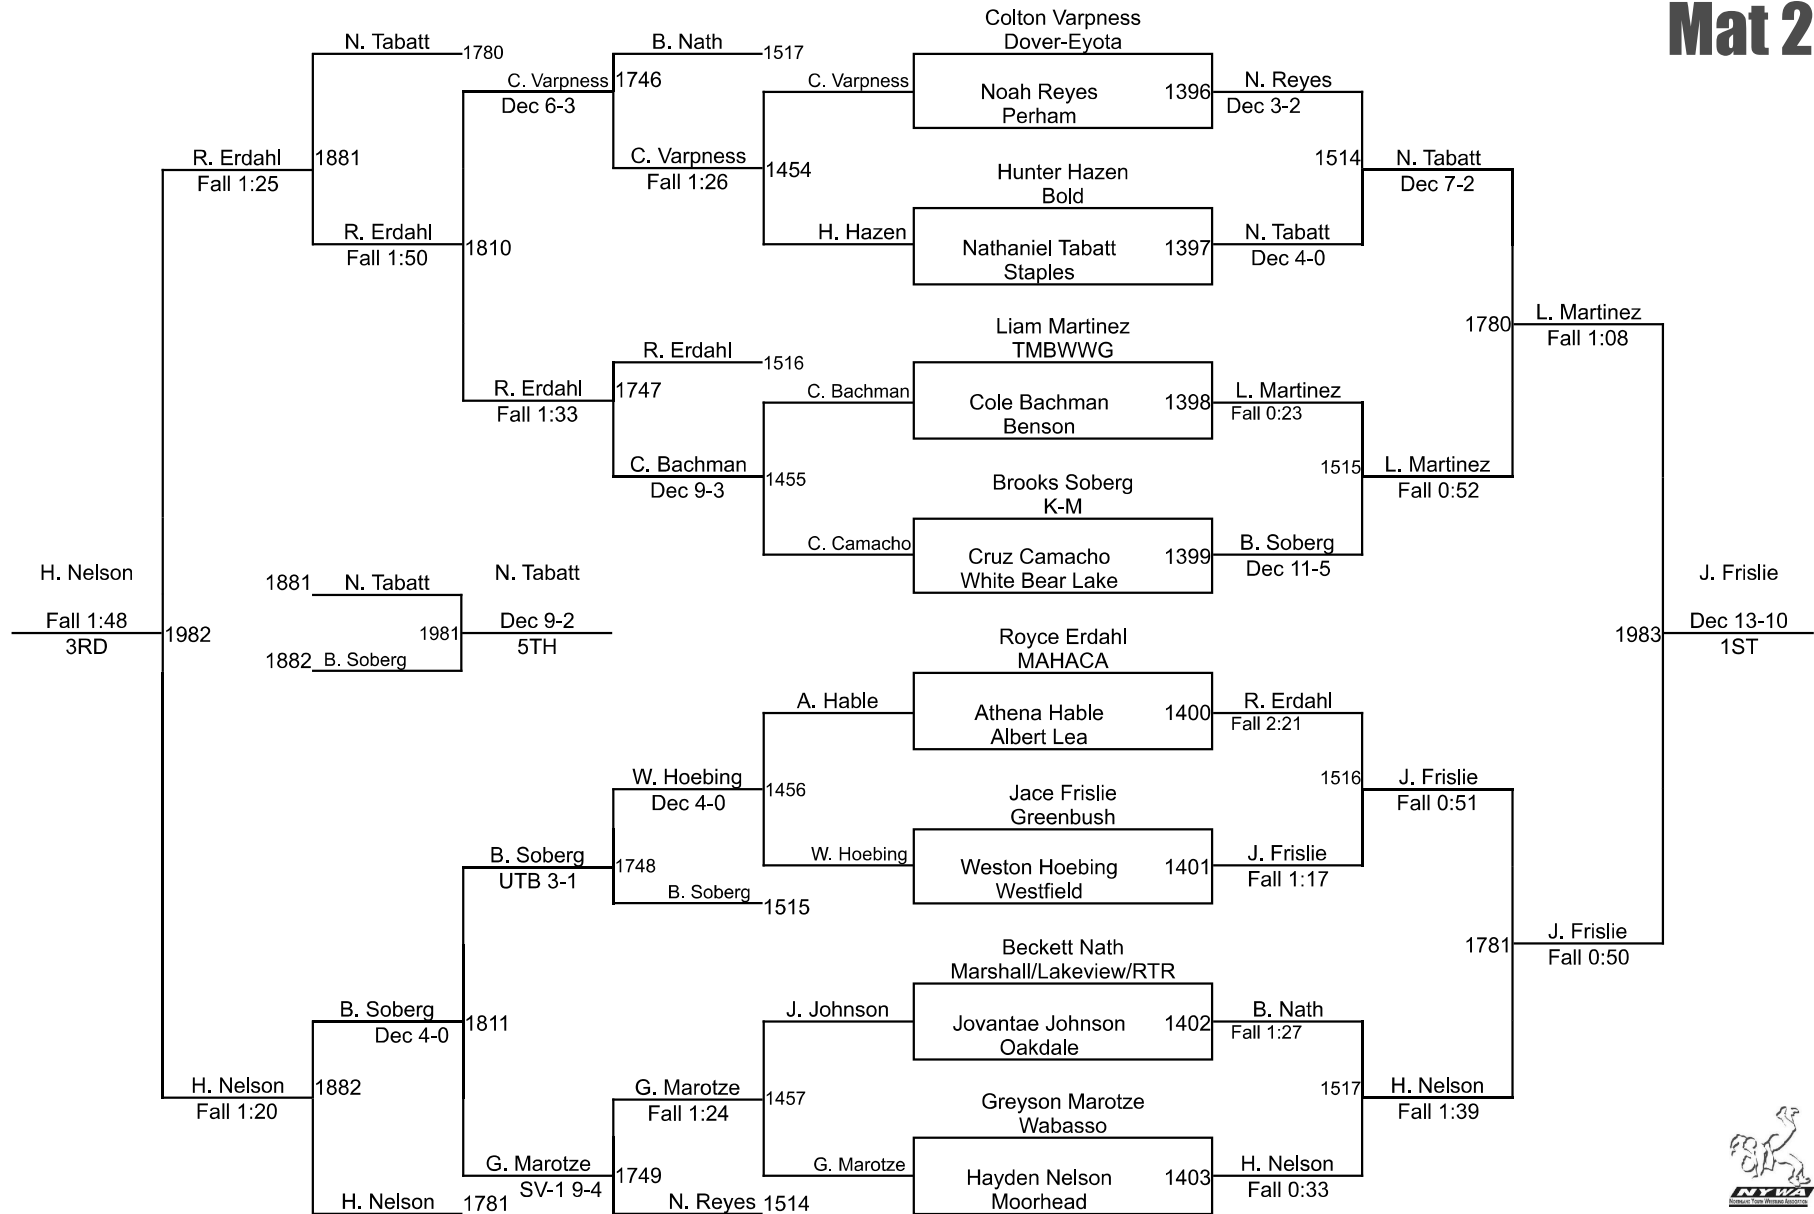 Mat 2
Colton Varpness
Dover-Eyota
N. Tabatt
1780
B. Nath
1517
C. Varpness
1746
Dec 6-3
C. Varpness
Noah Reyes
1396
Perham
N. Reyes
Dec 3-2
R. Erdahl
1881
Fall 1:25
C. Varpness
Fall 1:26
1454
Hunter Hazen
Bold
1514
N. Tabatt
Dec 7-2
R. Erdahl
Fall 1:50
1810
H. Hazen
Nathaniel Tabatt
1397
Staples
N. Tabatt
Dec 4-0
Liam Martinez
TMBWWG
1780
L. Martinez
Fall 1:08
R. Erdahl
1516
R. Erdahl
1747
Fall 1:33
C. Bachman
Cole Bachman
1398
Benson
L. Martinez
Fall 0:23
C. Bachman
Dec 9-3
1455
Brooks Soberg
K-M
1515
L. Martinez
Fall 0:52
C. Camacho
Cruz Camacho
1399
White Bear Lake
B. Soberg
Dec 11-5
H. Nelson
Fall 1:48
3RD
1982
1881
N. Tabatt
1882
B. Soberg
1981
N. Tabatt
Dec 9-2
5TH
1983
J. Frislie
Dec 13-10
1ST
Royce Erdahl
MAHACA
A. Hable
Athena Hable
1400
Albert Lea
R. Erdahl
Fall 2:21
W. Hoebing
Dec 4-0
1456
Jace Frislie
Greenbush
1516
J. Frislie
Fall 0:51
B. Soberg
UTB 3-1
1748
B. Soberg
1515
W. Hoebing
Weston Hoebing
1401
Westfield
J. Frislie
Fall 1:17
Beckett Nath
Marshall/Lakeview/RTR
1781
J. Frislie
Fall 0:50
B. Soberg
Dec 4-0
1811
J. Johnson
Jovantae Johnson
1402
Oakdale
B. Nath
Fall 1:27
H. Nelson
Fall 1:20
1882
G. Marotze
Fall 1:24
1457
Greyson Marotze
Wabasso
1517
H. Nelson
Fall 1:39
G. Marotze
SV-1 9-4
1749
G. Marotze
Hayden Nelson
1403
Moorhead
H. Nelson
Fall 0:33
H. Nelson
1781
N. Reyes
1514
NYWA